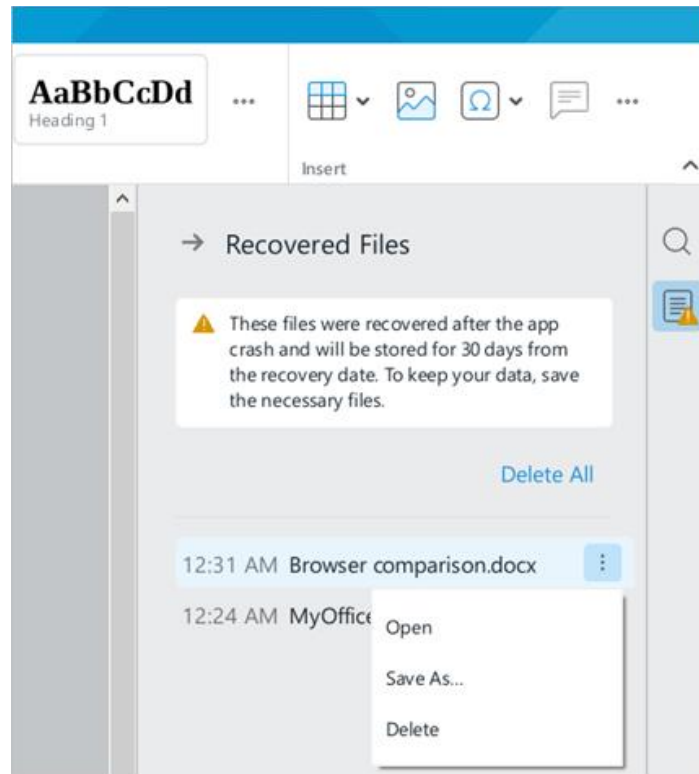 AaBbCcDd
Heading 1
Insert
Recovered Files
These files were recovered after the app
crash and will be stored for 30 days from
the recovery date. To keep your data, save
the necessary files.
Delete All
12:31 AM Browser comparison.docx
12:24 AM MyOffice
Open
Save As...
Delete